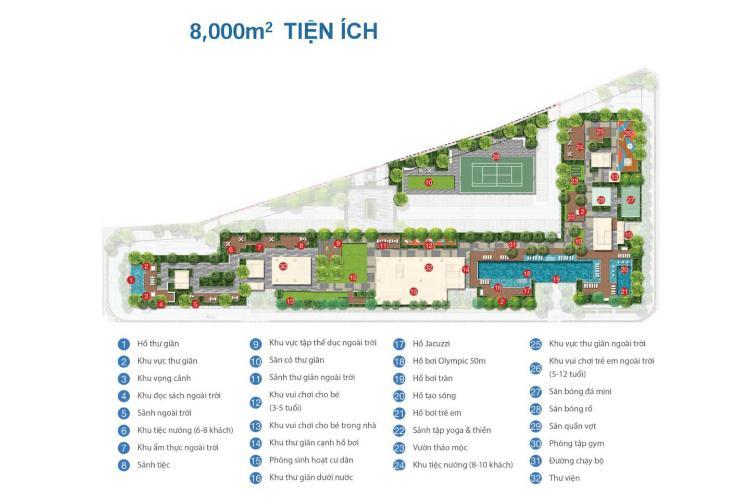 8,000m² TIỆN ÍCH
1 Hồ thư giãn
2 Khu vực thư giãn
3 Khu vọng cảnh
4 Khu đọc sách ngoài trời
5 Sảnh ngoài trời
6 Khu tiệc nướng (6-8 khách)
7 Khu ẩm thực ngoài trời
8 Sảnh tiệc
9 Khu vực tập thể dục ngoài trời
10 Sân cỏ thư giãn
11 Sảnh thư giãn ngoài trời
12 Khu vui chơi cho bé
(3-5 tuổi)
13 Khu vui chơi cho bé trong nhà
14 Khu thư giãn cạnh hồ bơi
15 Phòng sinh hoạt cư dân
16 Khu thư giãn dưới nước
17 Hồ Jacuzzi
18 Hồ bơi Olympic 50m
19 Hồ bơi tràn
20 Hồ tạo sóng
21 Hồ bơi trẻ em
22 Sảnh tập yoga & thiền
23 Vườn thảo mộc
24 Khu tiệc nướng (8-10 khách)
25 Khu vực thư giãn ngoài trời
26 Khu vui chơi trẻ em ngoài trời
(5-12 tuổi)
27 Sân bóng đá mini
28 Sân bóng rổ
29 Sân quần vợt
30 Phòng tập gym
31 Đường chạy bộ
32 Thư viện